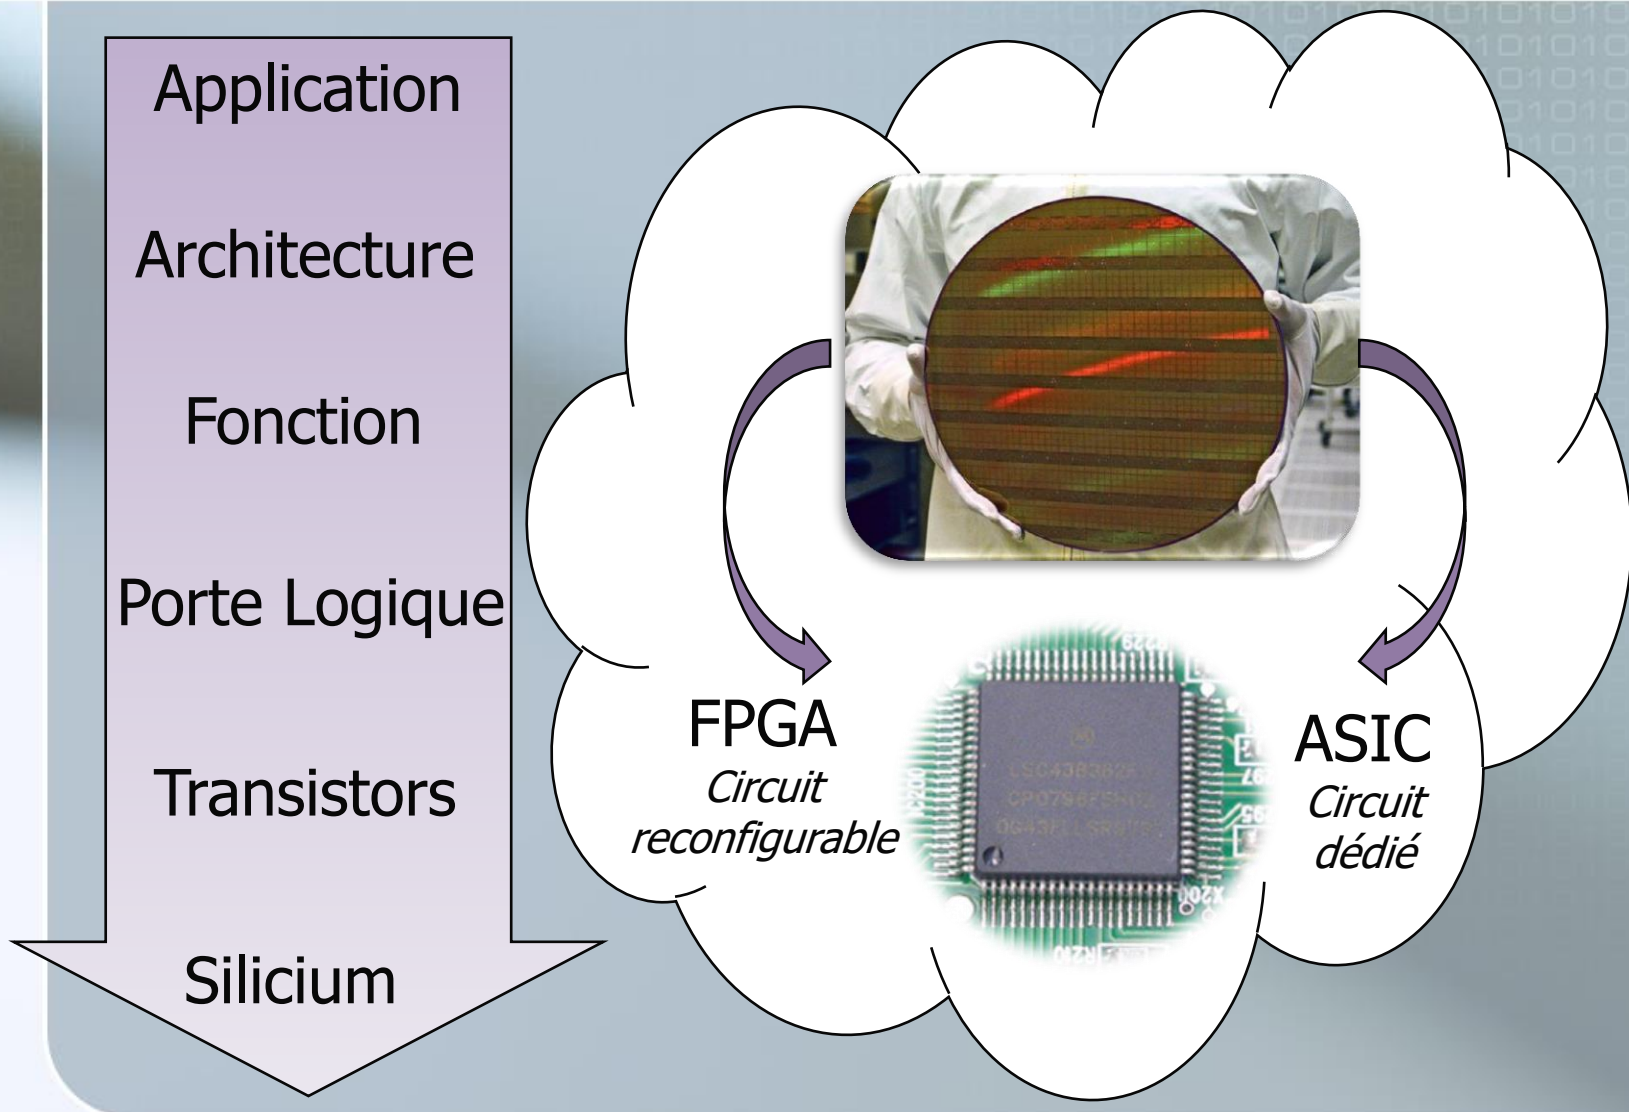 Application
Architecture
Fonction
Porte Logique
Transistors
Silicium
FPGA
Circuit
reconfigurable
ASIC
Circuit
dédié